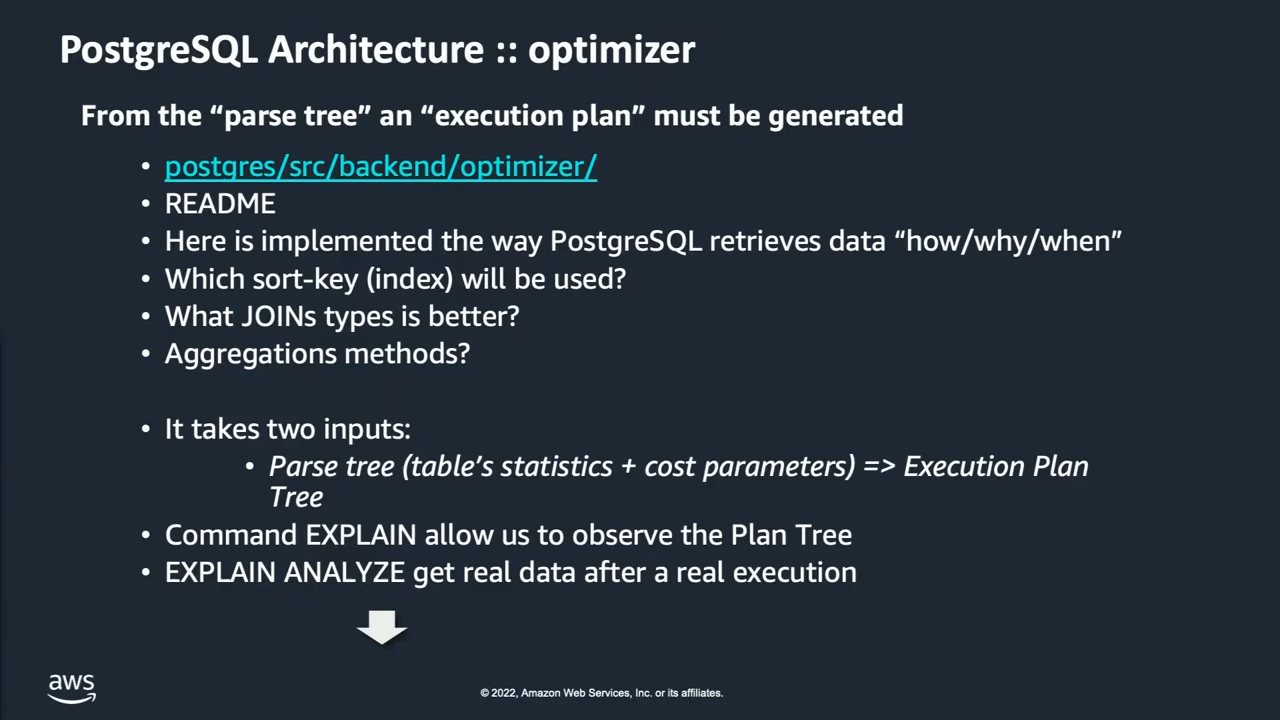 PostgreSQL Architecture :: optimizer
From the “parse tree” an “execution plan” must be generated
• postgres/src/backend/optimizer/
• README
• Here is implemented the way PostgreSQL retrieves data “how/why/when”
• Which sort-key (index) will be used?
• What JOINs types is better?
• Aggregations methods?
• It takes two inputs:
• Parse tree (table’s statistics + cost parameters) => Execution Plan
Tree
• Command EXPLAIN allow us to observe the Plan Tree
• EXPLAIN ANALYZE get real data after a real execution
aws
© 2022, Amazon Web Services, Inc. or its affiliates.